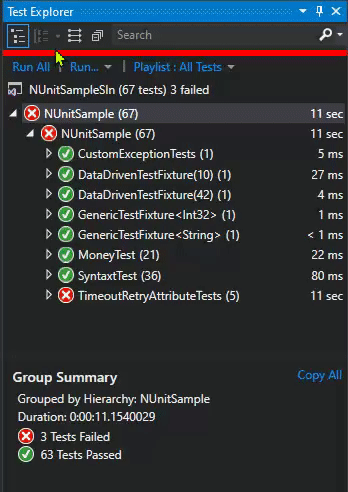 Test Explorer
Search
Run All | Run... | Playlist : All Tests
NUnitSampleSln (67 tests) 3 failed
NUnitSample (67) 11 sec
NUnitSample (67) 11 sec
CustomExceptionTests (1) 5 ms
DataDrivenTestFixture(10) (1) 27 ms
DataDrivenTestFixture(42) (1) 4 ms
GenericTestFixture<Int32> (1) 1 ms
GenericTestFixture<String> (1) < 1 ms
MoneyTest (21) 22 ms
SyntaxtTest (36) 80 ms
TimeoutRetryAttributeTests (5) 11 sec
Group Summary Copy All
Grouped by Hierarchy: NUnitSample
Duration: 0:00:11.1540029
3 Tests Failed
63 Tests Passed